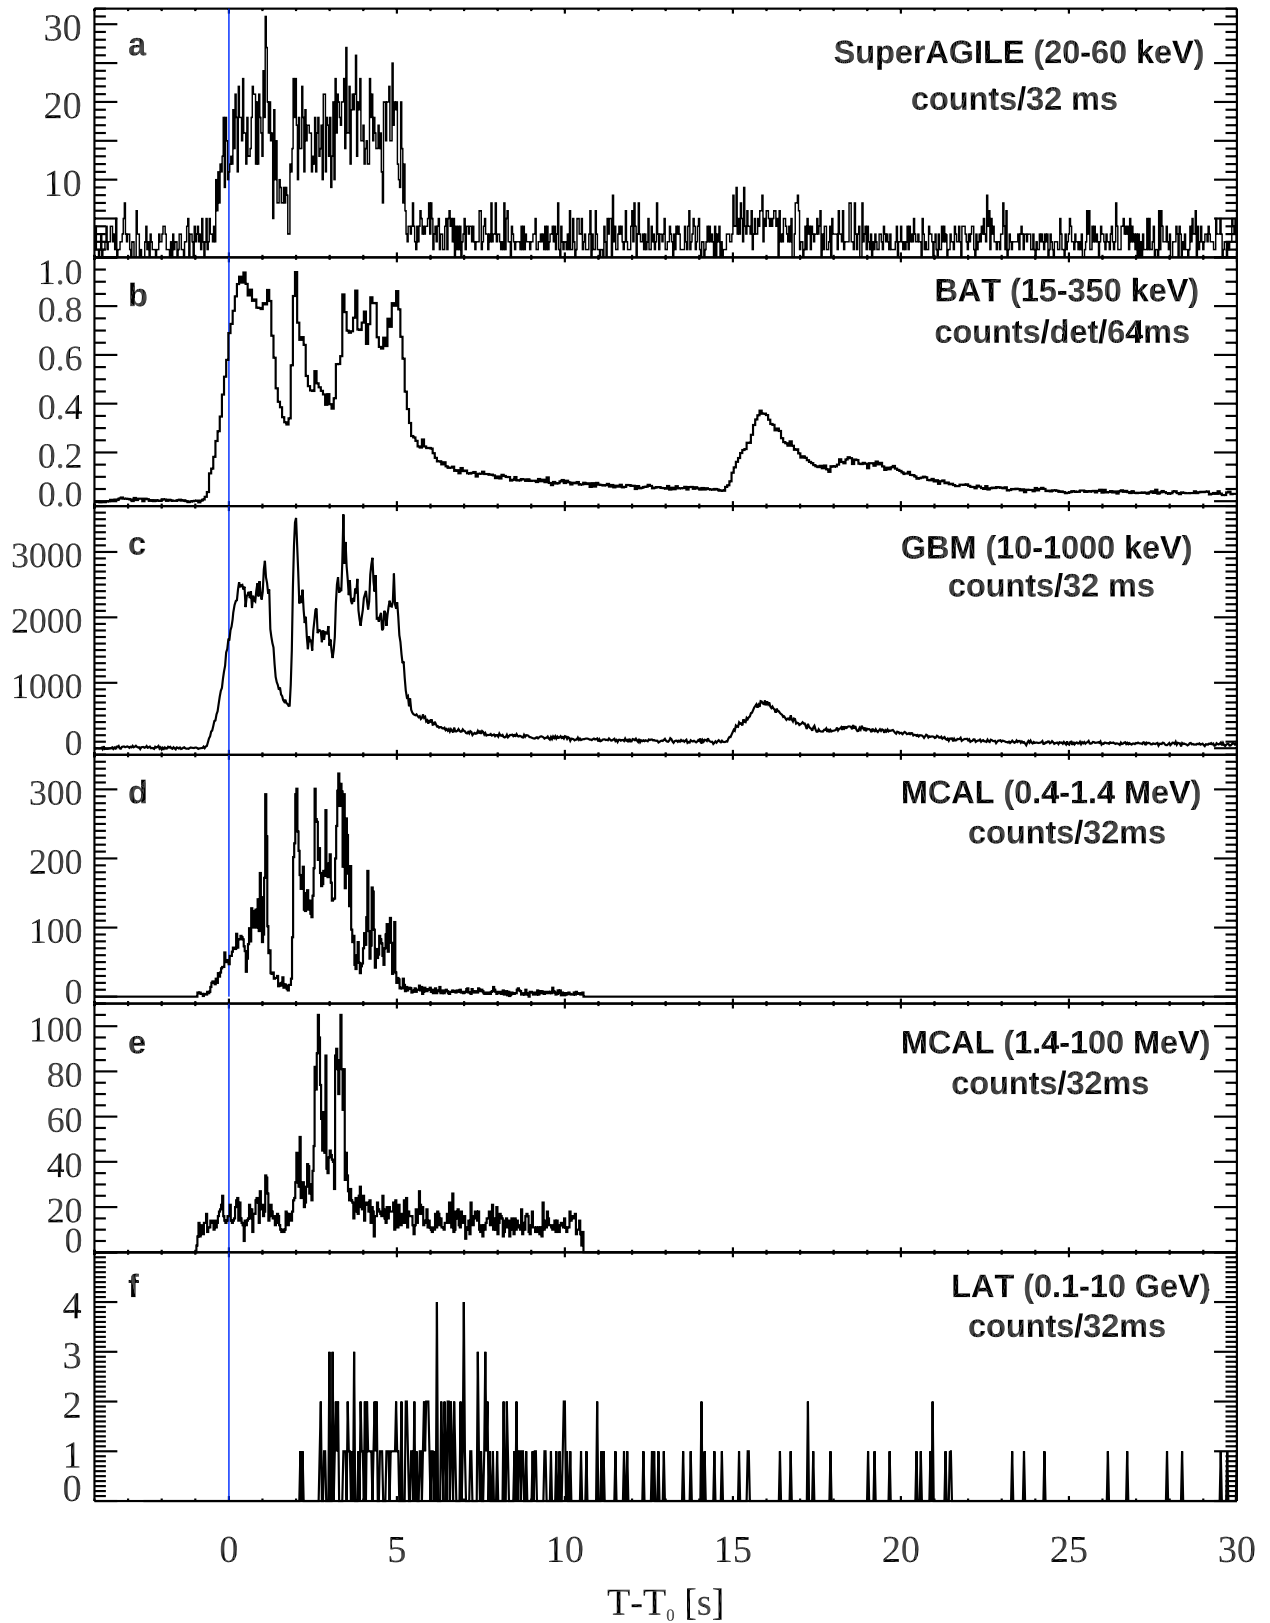 30
20
10
a
SuperAGILE (20-60 keV)
counts/32 ms
1.0
0.8
0.6
0.4
0.2
0.0
b
BAT (15-350 keV)
counts/det/64ms
3000
2000
1000
0
c
GBM (10-1000 keV)
counts/32 ms
300
200
100
0
d
MCAL (0.4-1.4 MeV)
counts/32ms
100
80
60
40
20
0
e
MCAL (1.4-100 MeV)
counts/32ms
4
3
2
1
0
f
LAT (0.1-10 GeV)
counts/32ms
0 5 10 15 20 25 30
T-T₀ [s]